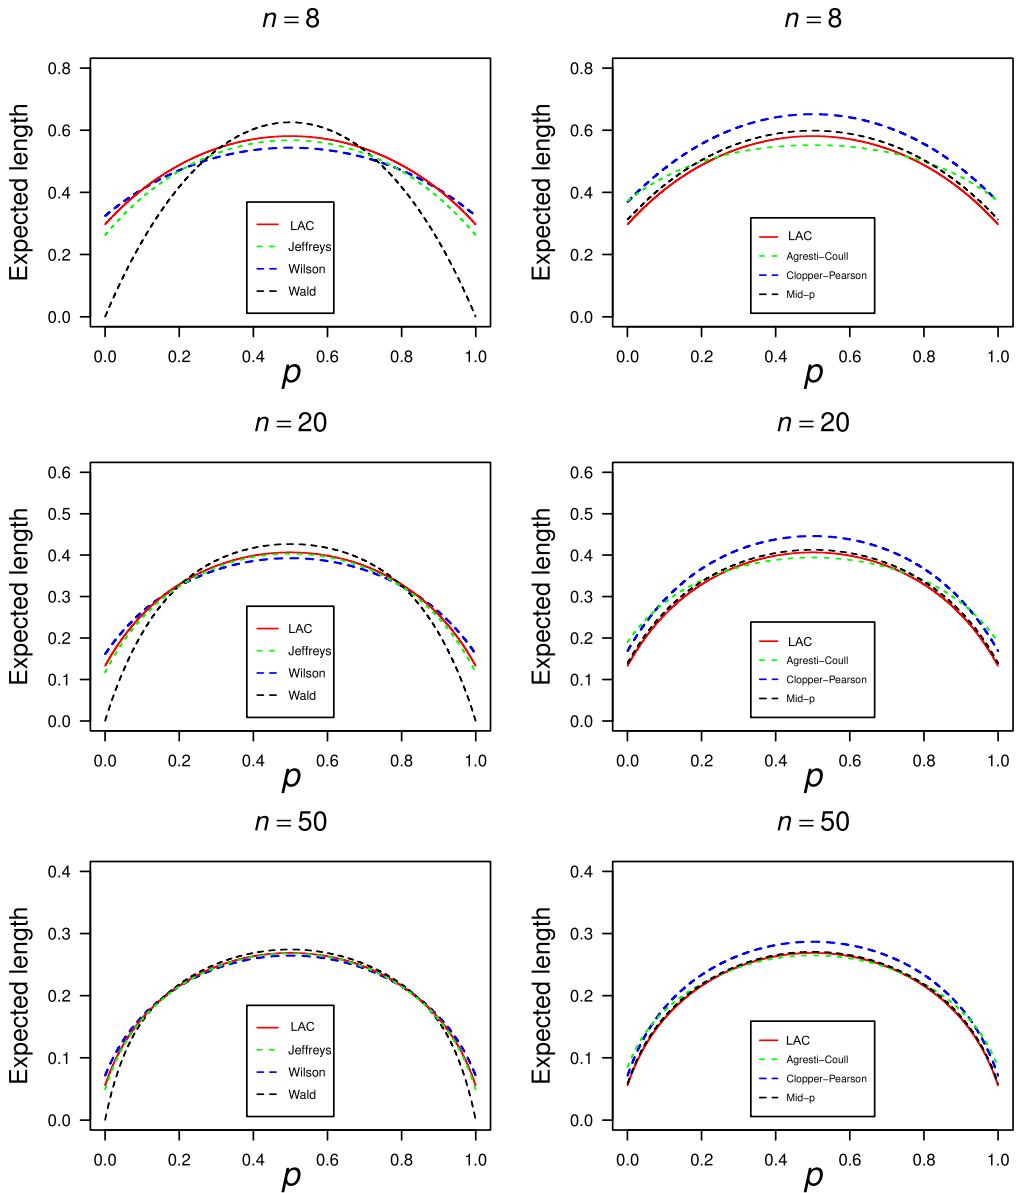 n = 8
Expected length
0.8
0.6
0.4
0.2
0.0
LAC
Jeffreys
Wilson
Wald
0.0 0.2 0.4 0.6 0.8 1.0
p
n = 8
Expected length
0.8
0.6
0.4
0.2
0.0
LAC
Agresti−Coull
Clopper−Pearson
Mid−p
0.0 0.2 0.4 0.6 0.8 1.0
p
n = 20
Expected length
0.6
0.5
0.4
0.3
0.2
0.1
0.0
LAC
Jeffreys
Wilson
Wald
0.0 0.2 0.4 0.6 0.8 1.0
p
n = 20
Expected length
0.6
0.5
0.4
0.3
0.2
0.1
0.0
LAC
Agresti−Coull
Clopper−Pearson
Mid−p
0.0 0.2 0.4 0.6 0.8 1.0
p
n = 50
Expected length
0.4
0.3
0.2
0.1
0.0
LAC
Jeffreys
Wilson
Wald
0.0 0.2 0.4 0.6 0.8 1.0
p
n = 50
Expected length
0.4
0.3
0.2
0.1
0.0
LAC
Agresti−Coull
Clopper−Pearson
Mid−p
0.0 0.2 0.4 0.6 0.8 1.0
p